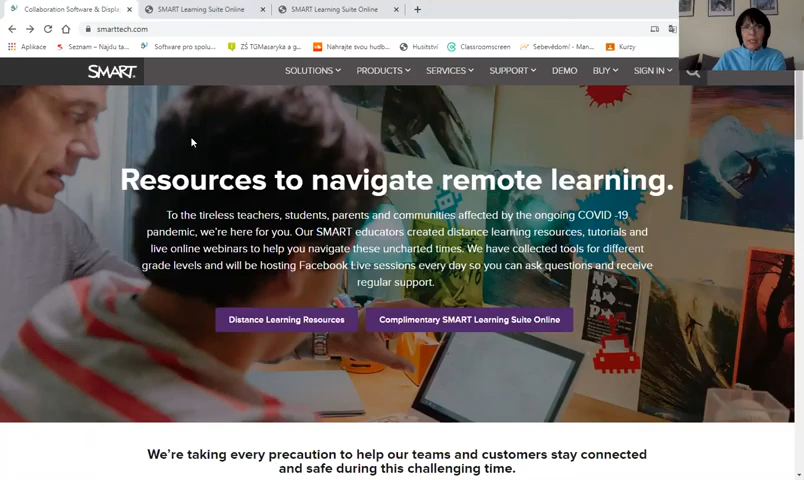 Collaboration Software & Displa
SMART Learning Suite Online
SMART Learning Suite Online
smarttech.com
Aplikace
Seznam - Najdu ta...
Software pro spolu...
ZŠ TGMasaryka a g...
Nahrajte svou hudb...
Husitství
Classroomscreen
Sebevědomí - Man...
Kurzy
SMART
SOLUTIONS
PRODUCTS
SERVICES
SUPPORT
DEMO
BUY
SIGN IN
Resources to navigate remote learning.
To the tireless teachers, students, parents and communities affected by the ongoing COVID -19
pandemic, we're here for you. Our SMART educators created distance learning resources, tutorials and
live online webinars to help you navigate these uncharted times. We have collected tools for different
grade levels and will be hosting Facebook Live sessions every day so you can ask questions and receive
regular support.
Distance Learning Resources
Complimentary SMART Learning Suite Online
We're taking every precaution to help our teams and customers stay connected
and safe during this challenging time.